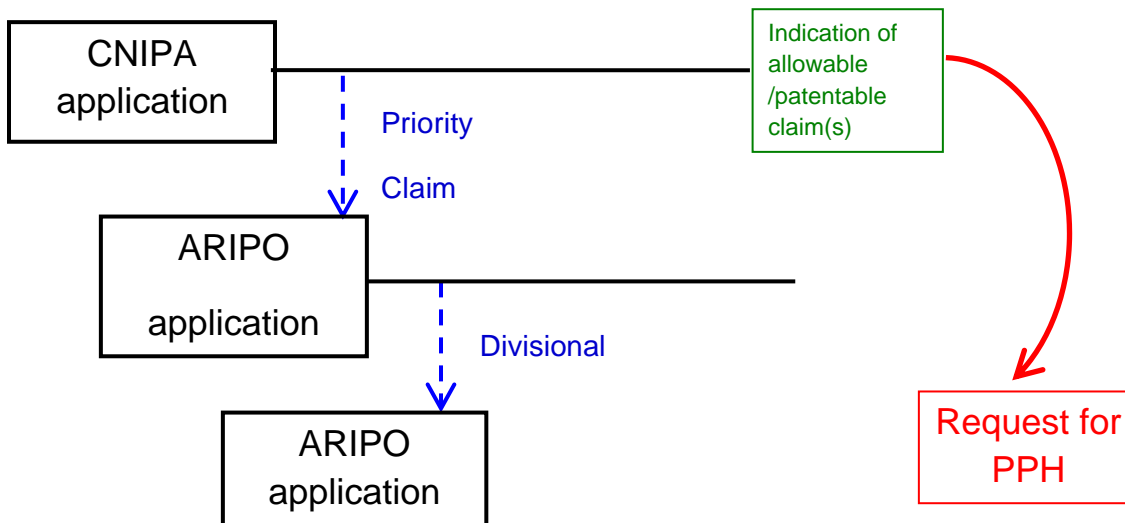 CNIPA
application
Indication of
allowable
/patentable
claim(s)
Priority
Claim
ARIPO
application
Divisional
ARIPO
application
Request for
PPH